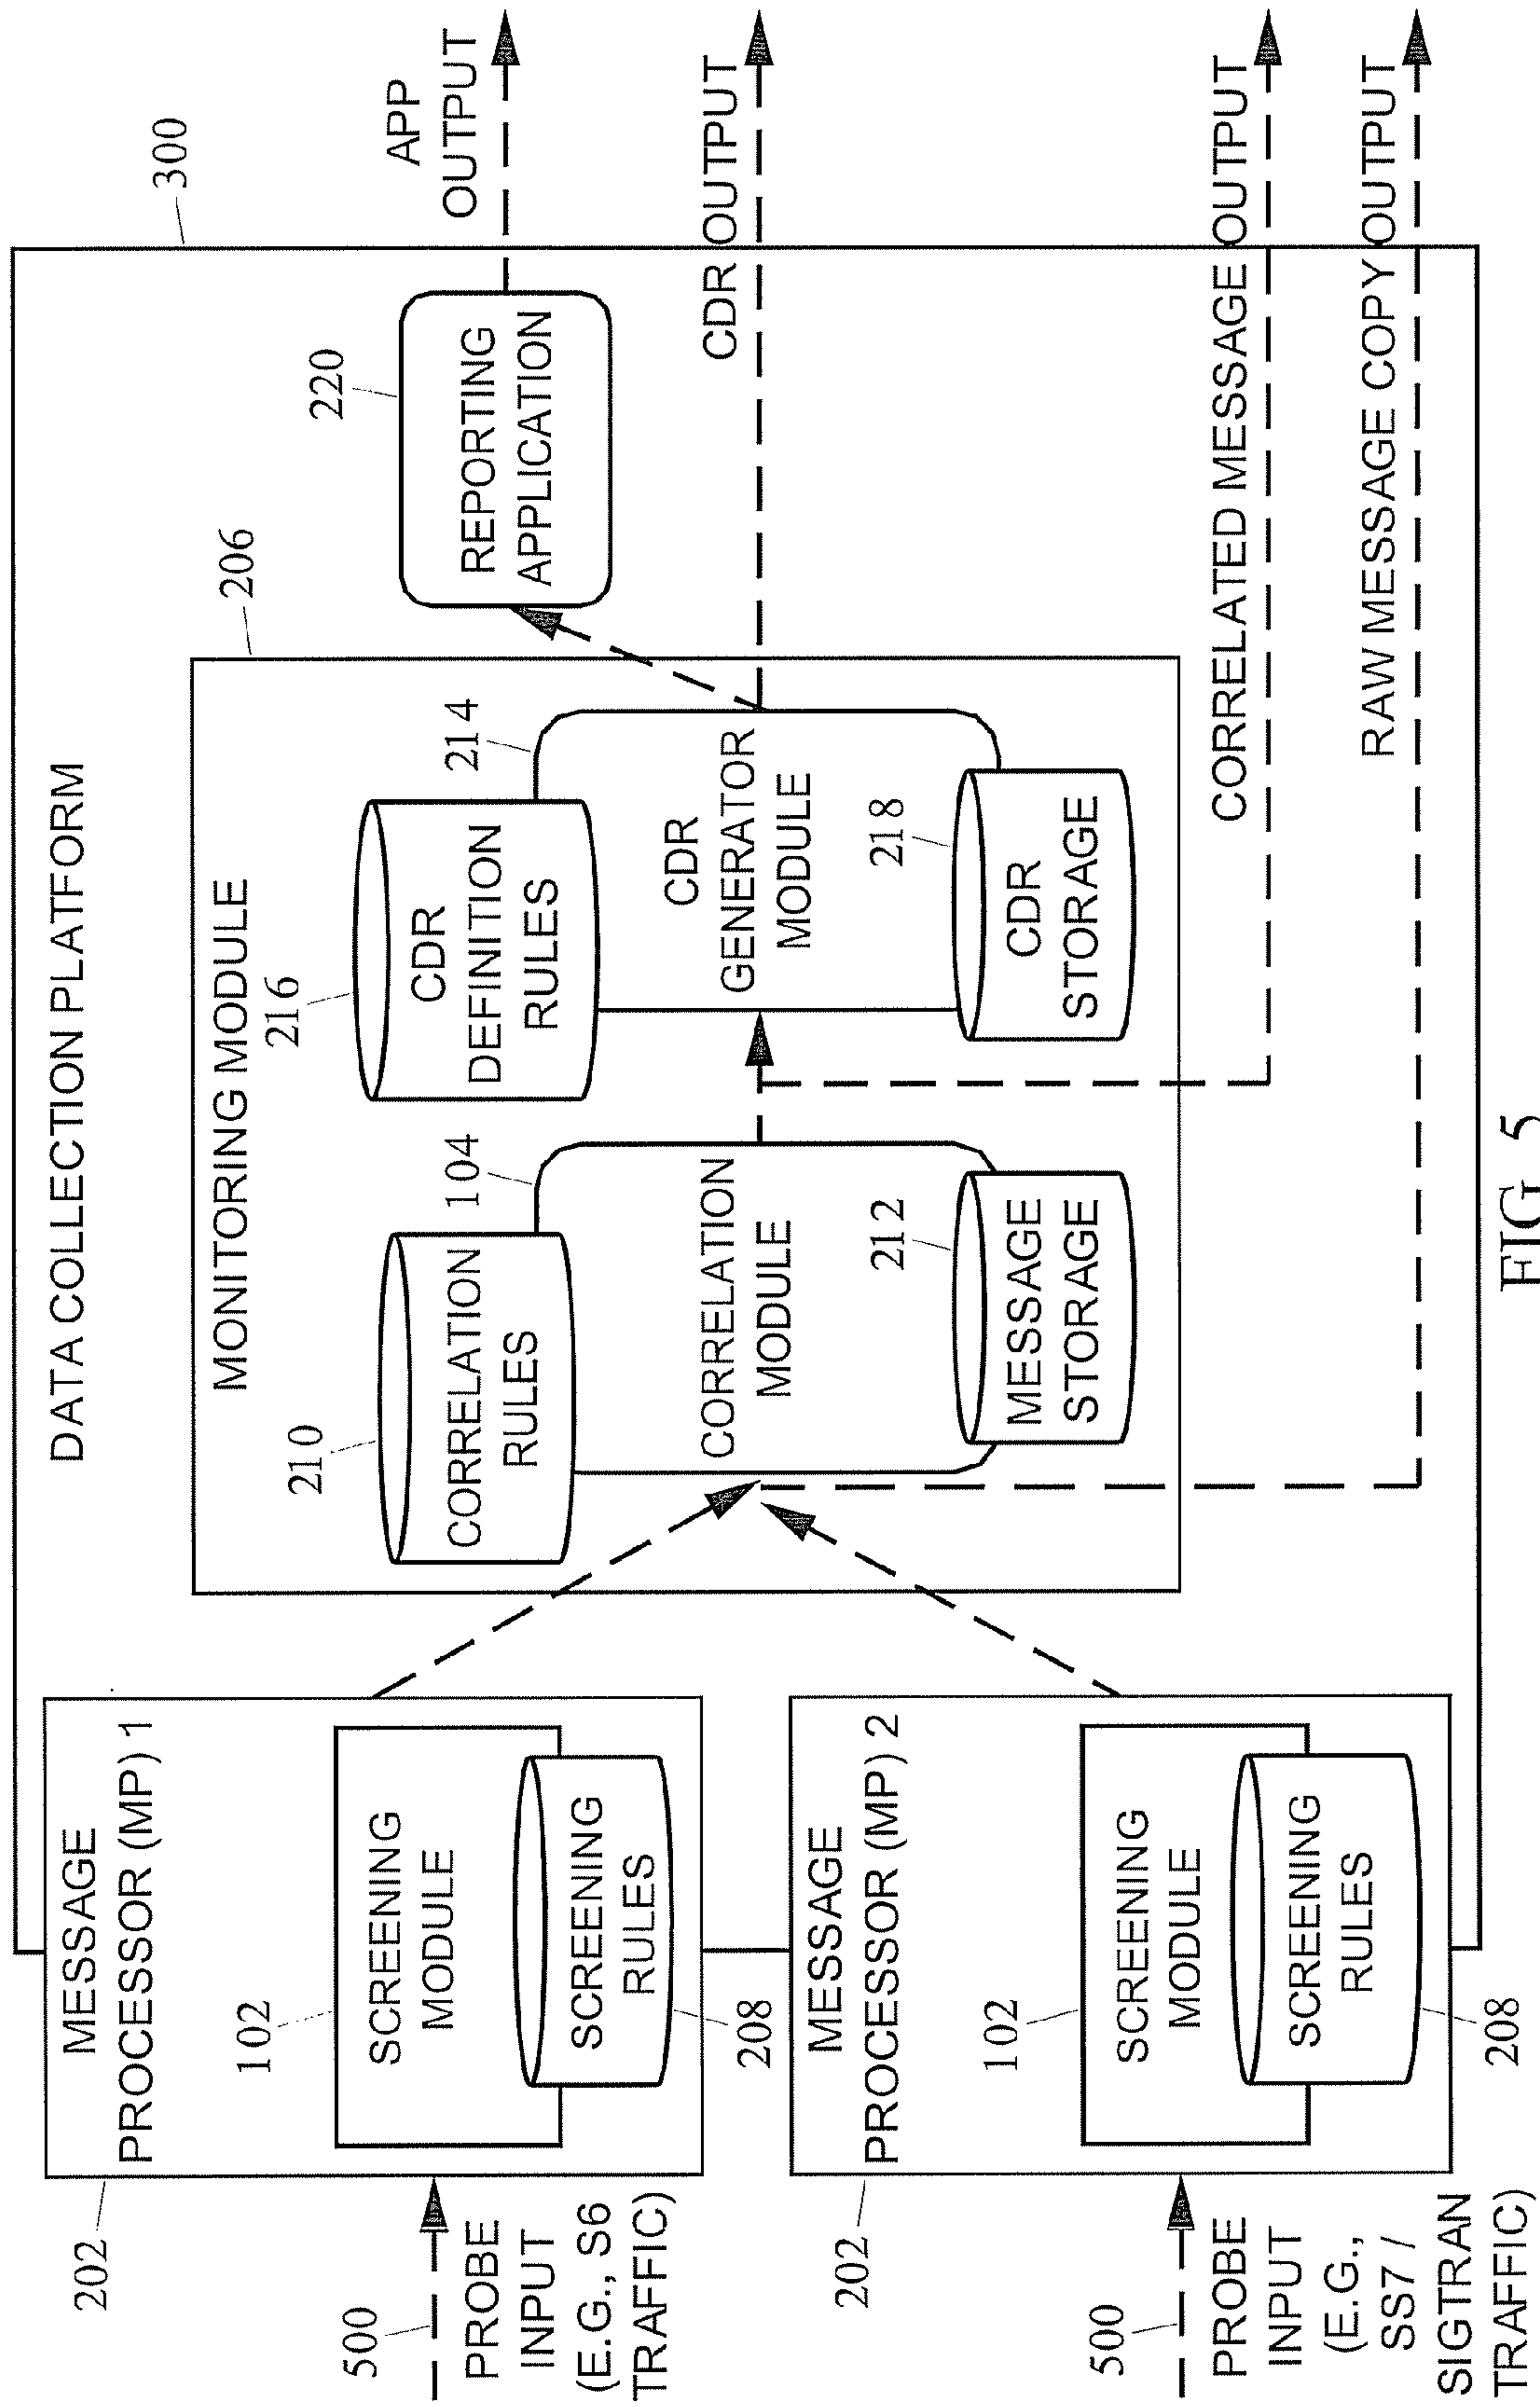 DATA COLLECTION PLATFORM
300
MESSAGE
PROCESSOR (MP) 1
202
102
SCREENING
MODULE
SCREENING
RULES
208
500
PROBE
INPUT
(E.G., S6
TRAFFIC)
MESSAGE
PROCESSOR (MP) 2
202
102
SCREENING
MODULE
SCREENING
RULES
208
500
PROBE
INPUT
(E.G.,
SS7 /
SIGTRAN
TRAFFIC)
MONITORING MODULE
206
210
CORRELATION
RULES
104
CORRELATION
MODULE
212
MESSAGE
STORAGE
216
CDR
DEFINITION
RULES
214
CDR
GENERATOR
MODULE
218
CDR
STORAGE
220
REPORTING
APPLICATION
APP
OUTPUT
CDR OUTPUT
CORRELATED MESSAGE OUTPUT
RAW MESSAGE COPY OUTPUT
FIG. 5